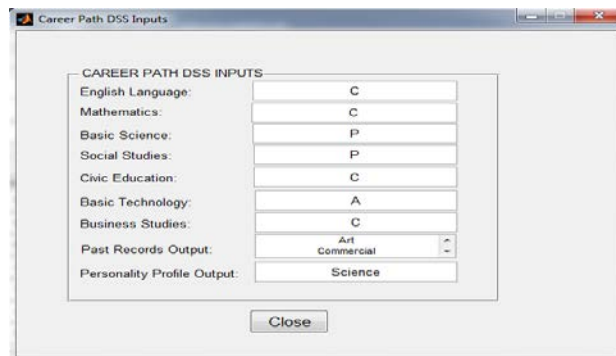 Career Path DSS Inputs
CAREER PATH DSS INPUTS
English Language: C
Mathematics: C
Basic Science: P
Social Studies: P
Civic Education: C
Basic Technology: A
Business Studies: C
Past Records Output: Art
Commercial
Personality Profile Output: Science
Close